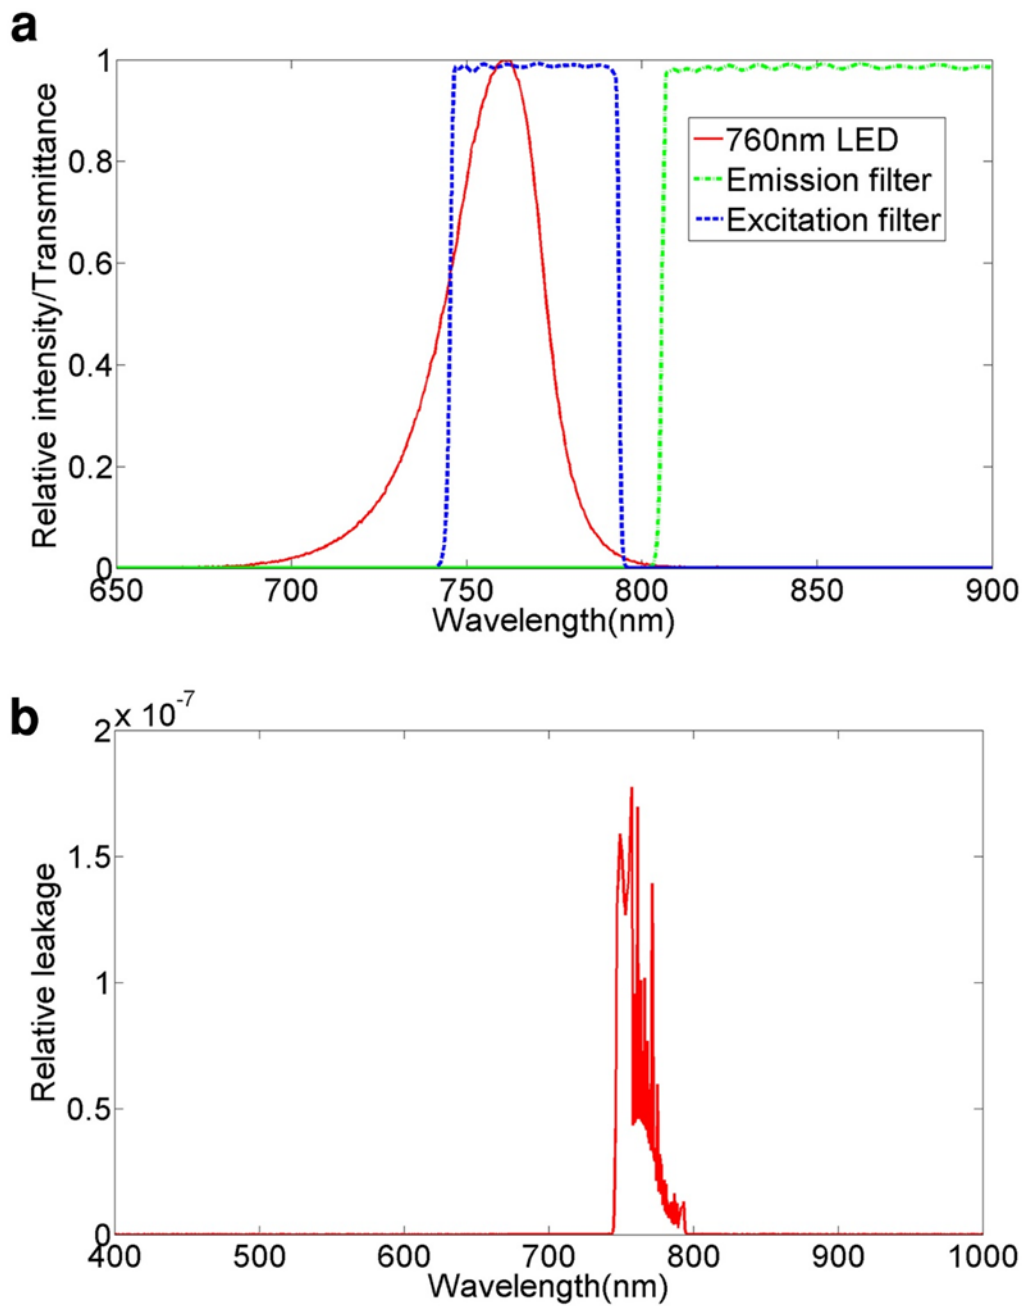 a
Relative intensity/Transmittance
1
0.8
0.6
0.4
0.2
0
760nm LED
Emission filter
Excitation filter
650 700 750 800 850 900
Wavelength(nm)
b
x 10-7
Relative leakage
2
1.5
1
0.5
0
400 500 600 700 800 900 1000
Wavelength(nm)